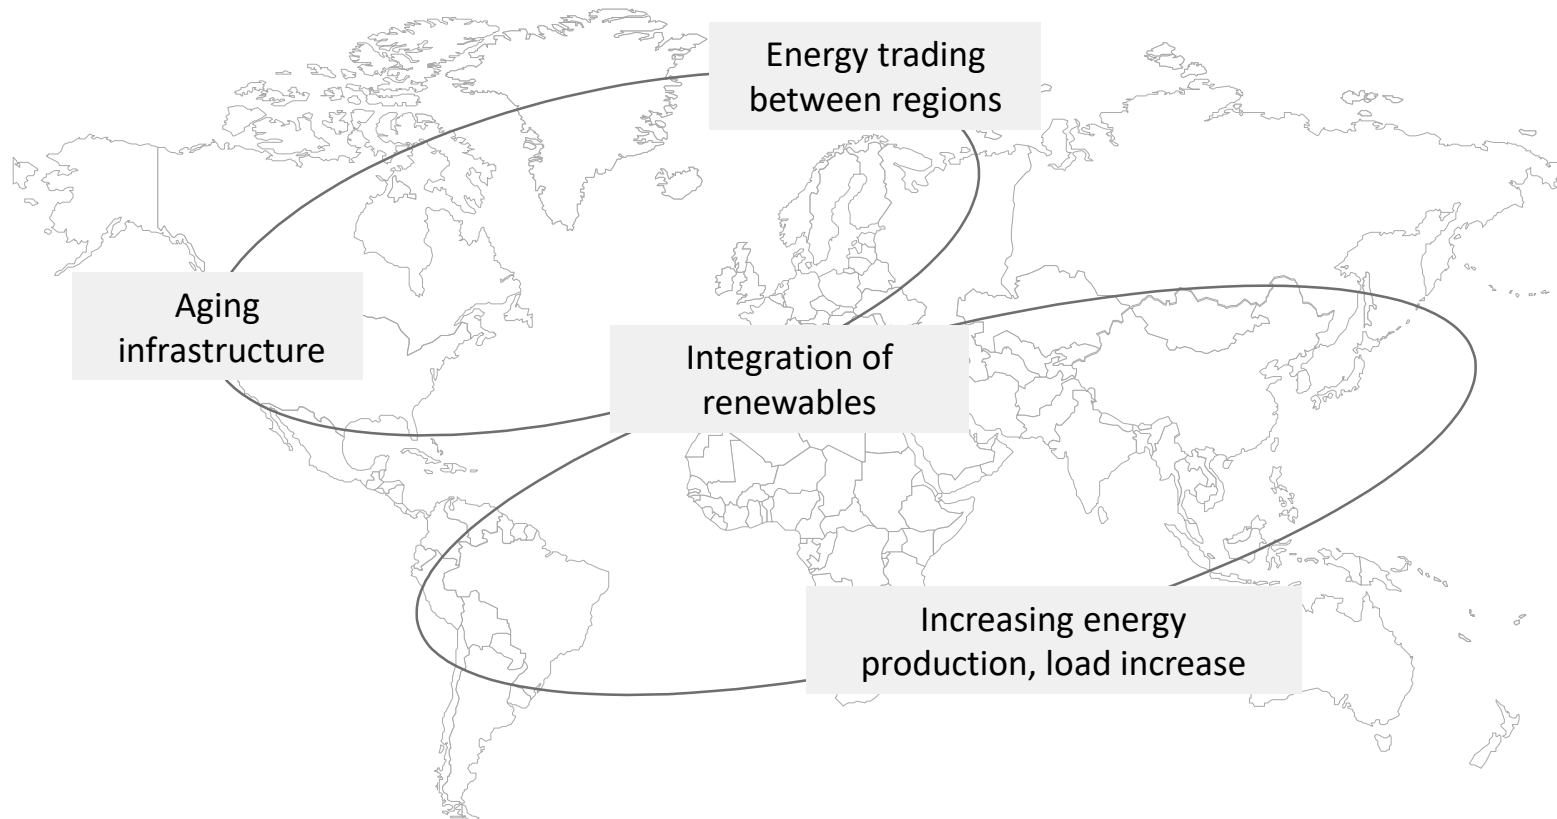 Energy trading
between regions
Aging
infrastructure
Integration of
renewables
Increasing energy
production, load increase